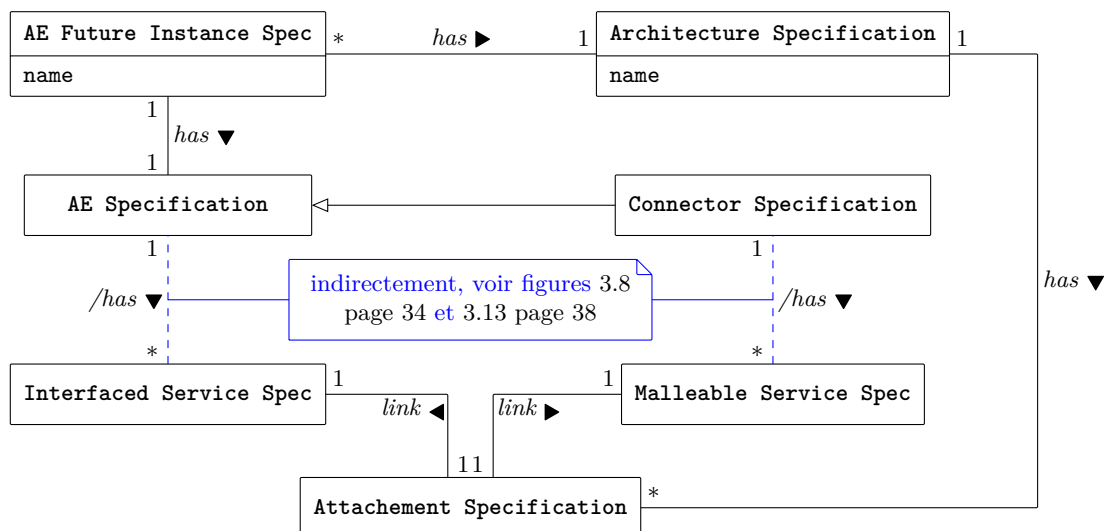 AE Future Instance Spec
name
*
has ▶
1
Architecture Specification
name
1
1
has ▼
1
AE Specification
Connector Specification
1
1
indirectement, voir figures 3.8
page 34 et 3.13 page 38
/has ▼
/has ▼
has ▼
*
*
Interfaced Service Spec
Malleable Service Spec
1
1
link ◀
link ▶
1
1
Attachement Specification
*